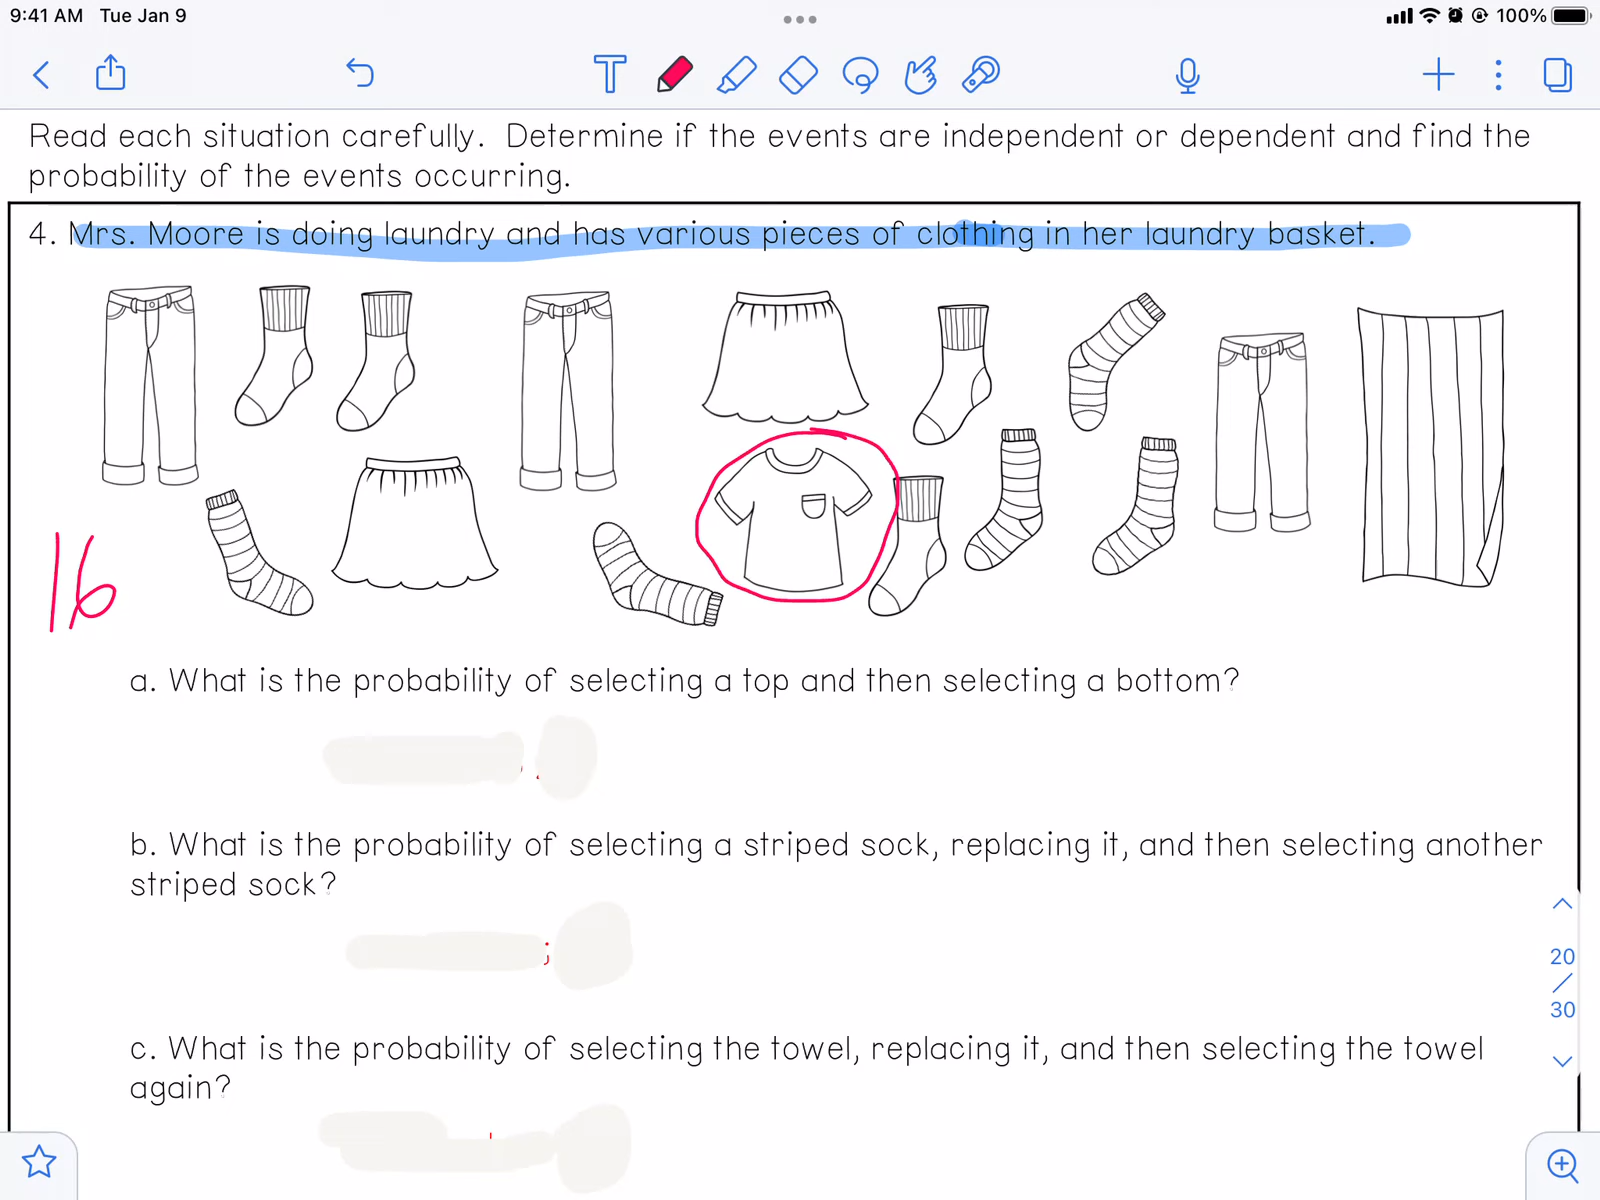 9:41 AM Tue Jan 9
100%
T
Read each situation carefully. Determine if the events are independent or dependent and find the
probability of the events occurring.
4. Mrs. Moore is doing laundry and has various pieces of clothing in her laundry basket.
16
a. What is the probability of selecting a top and then selecting a bottom?
b. What is the probability of selecting a striped sock, replacing it, and then selecting another
striped sock?
20
/
30
c. What is the probability of selecting the towel, replacing it, and then selecting the towel
again?